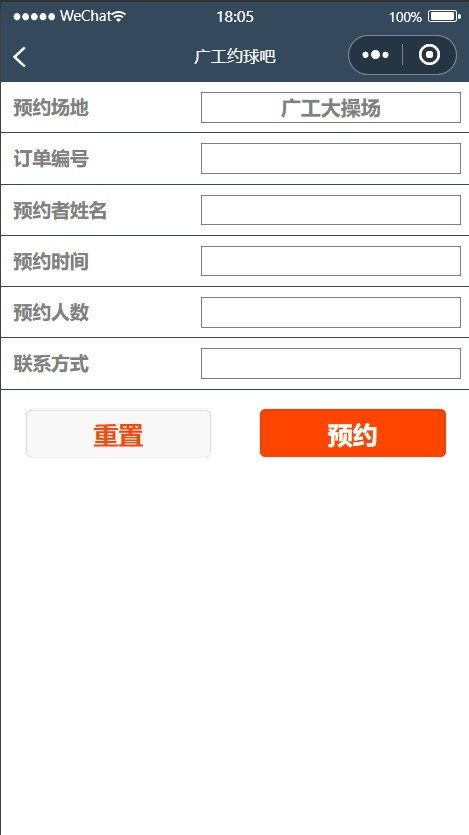 WeChat 18:05 100%
广工约球吧
预约场地 广工大操场
订单编号
预约者姓名
预约时间
预约人数
联系方式
重置 预约